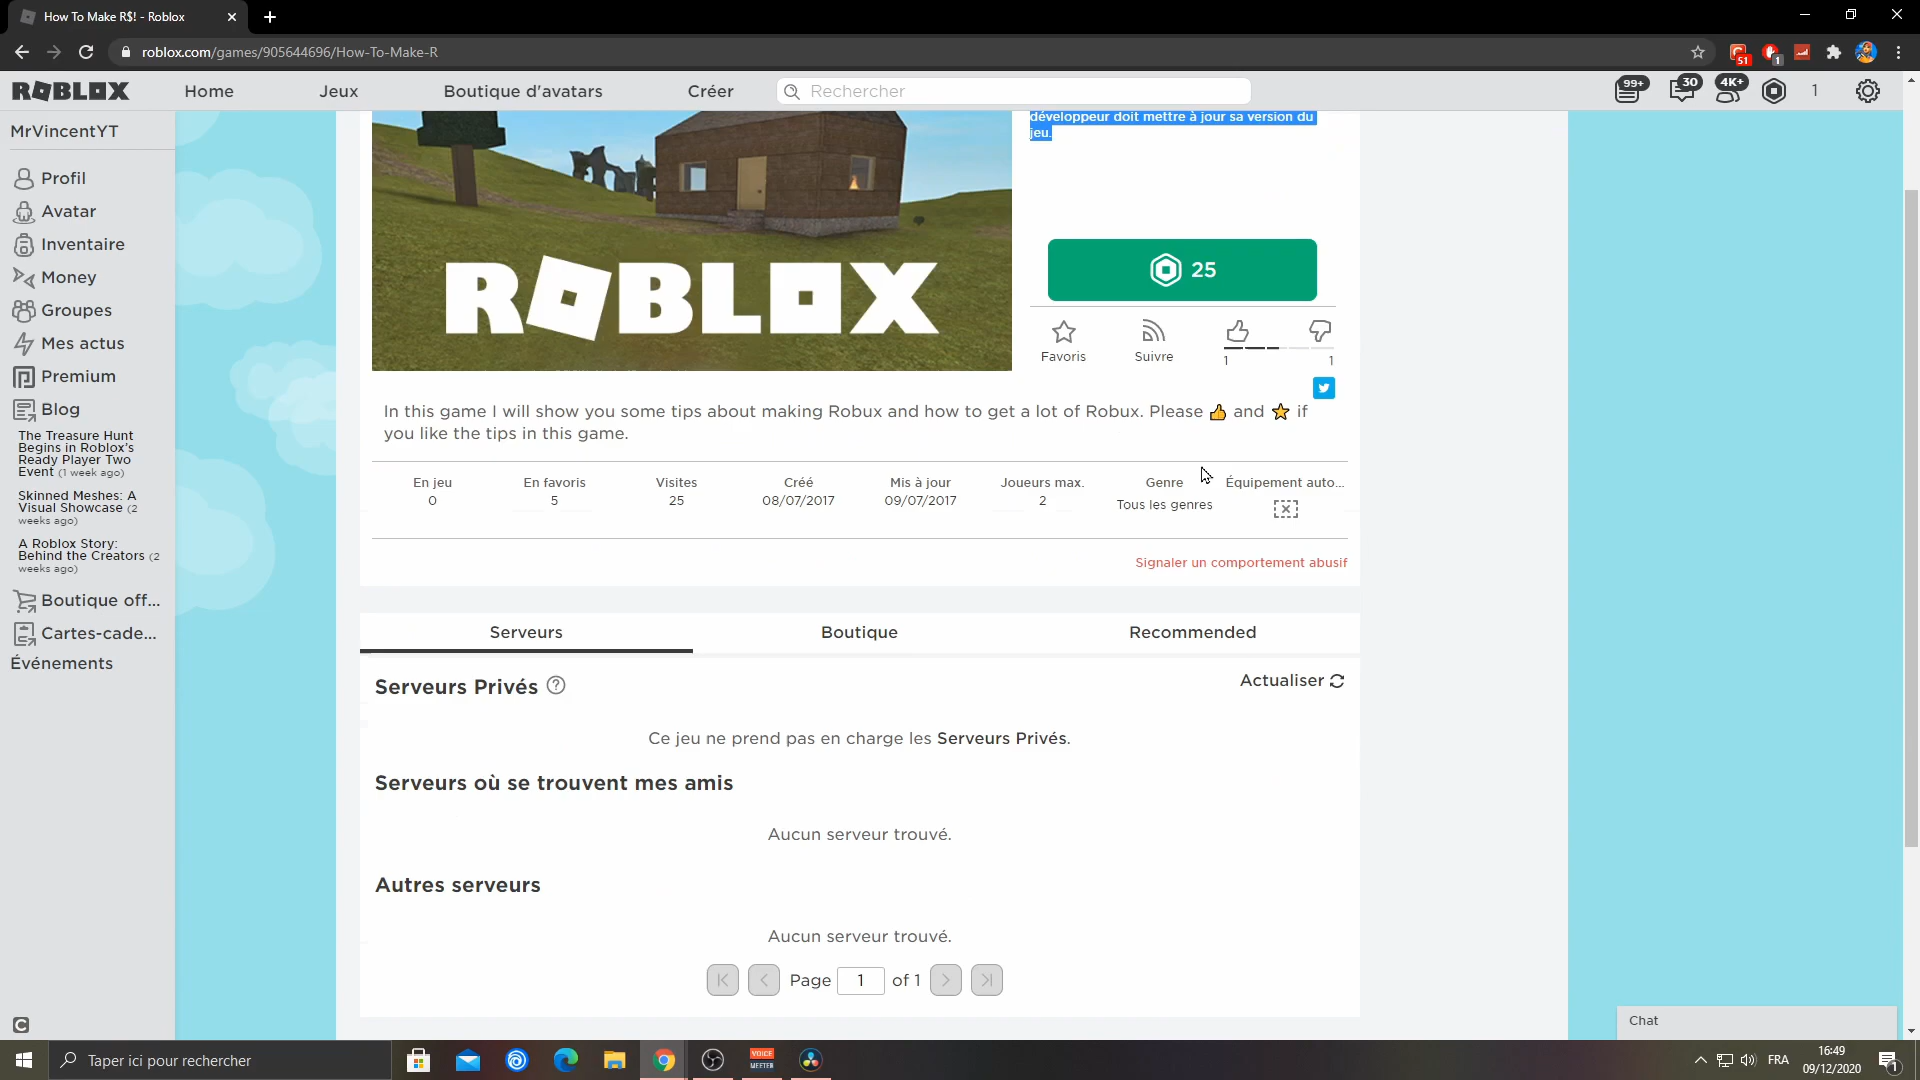 How To Make R$! - Roblox
roblox.com/games/905644696/How-To-Make-R
51
1
ROBLOX
Home
Jeux
Boutique d'avatars
Créer
Rechercher
99+
30
4K+
1
MrVincentYT
Profil
Avatar
Inventaire
Money
Groupes
Mes actus
Premium
Blog
The Treasure Hunt
Begins in Roblox's
Ready Player Two
Event (1 week ago)
Skinned Meshes: A
Visual Showcase (2
weeks ago)
A Roblox Story:
Behind the Creators (2
weeks ago)
Boutique off...
Cartes-cade...
Événements
développeur doit mettre à jour sa version du
jeu.
ROBLOX
25
Favoris
Suivre
1
1
In this game I will show you some tips about making Robux and how to get a lot of Robux. Please 👍 and ⭐ if
you like the tips in this game.
En jeu
0
En favoris
5
Visites
25
Créé
08/07/2017
Mis à jour
09/07/2017
Joueurs max.
2
Genre
Tous les genres
Équipement auto...
Signaler un comportement abusif
Serveurs
Boutique
Recommended
Serveurs Privés
Actualiser
Ce jeu ne prend pas en charge les Serveurs Privés.
Serveurs où se trouvent mes amis
Aucun serveur trouvé.
Autres serveurs
Aucun serveur trouvé.
Page 1 of 1
Chat
Taper ici pour rechercher
VOICE
MEETER
FRA
16:49
09/12/2020
1